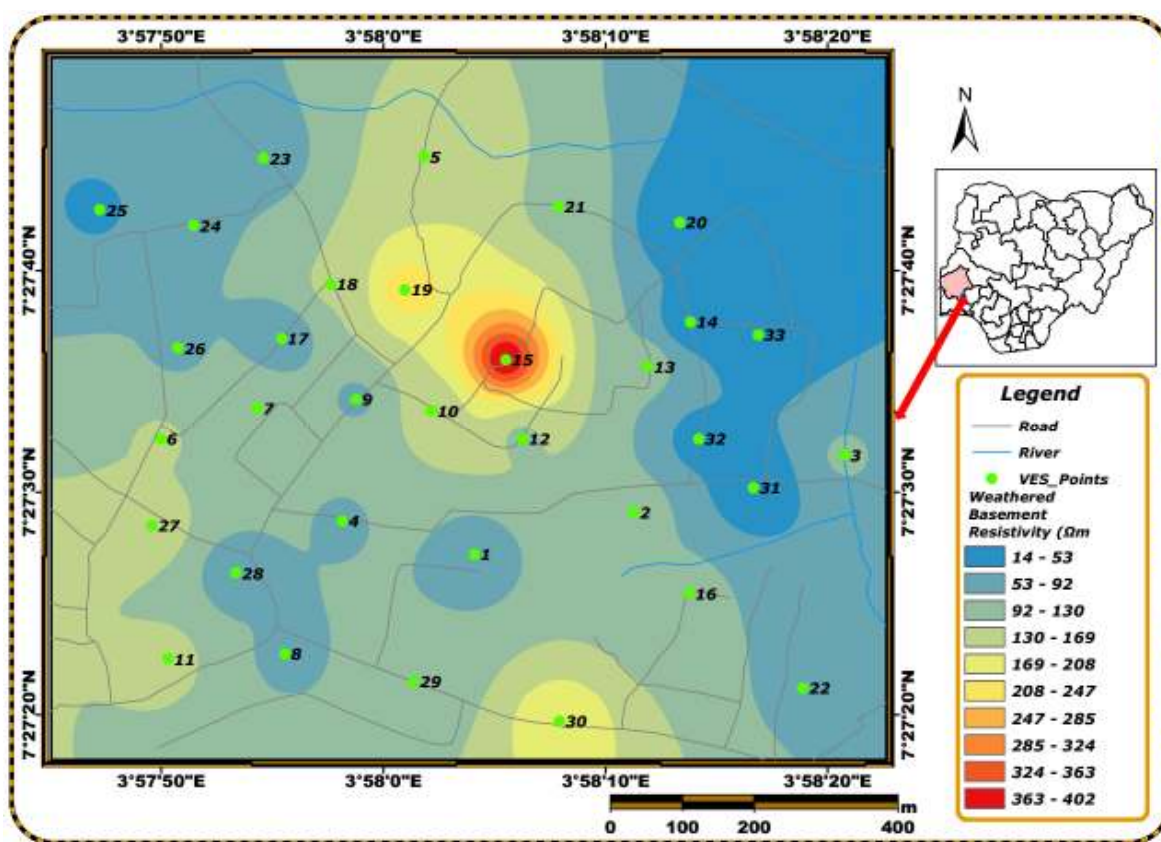 3°57'50"E 3°58'0"E 3°58'10"E 3°58'20"E
N
23
5
25
24
21
20
7°27'40"N 7°27'40"N
18
19
14
33
17
26
15
13
9
7
10
6
12
32
3
Legend
Road
River
VES_Points
Weathered
Basement
Resistivity (Ωm
14 - 53
53 - 92
92 - 130
130 - 169
169 - 208
208 - 247
247 - 285
285 - 324
324 - 363
363 - 402
7°27'30"N 7°27'30"N
31
2
27
4
1
28
16
11
8
29
22
30
7°27'20"N 7°27'20"N
3°57'50"E 3°58'0"E 3°58'10"E 3°58'20"E
m
0 100 200 400